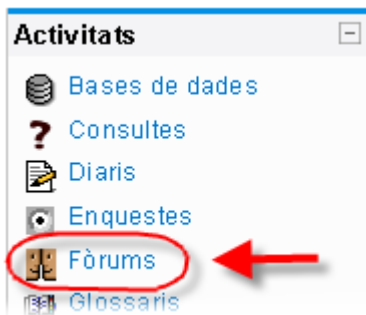 Activitats
Bases de dades
Consultes
Diaris
Enquestes
Fòrums
Glossaris